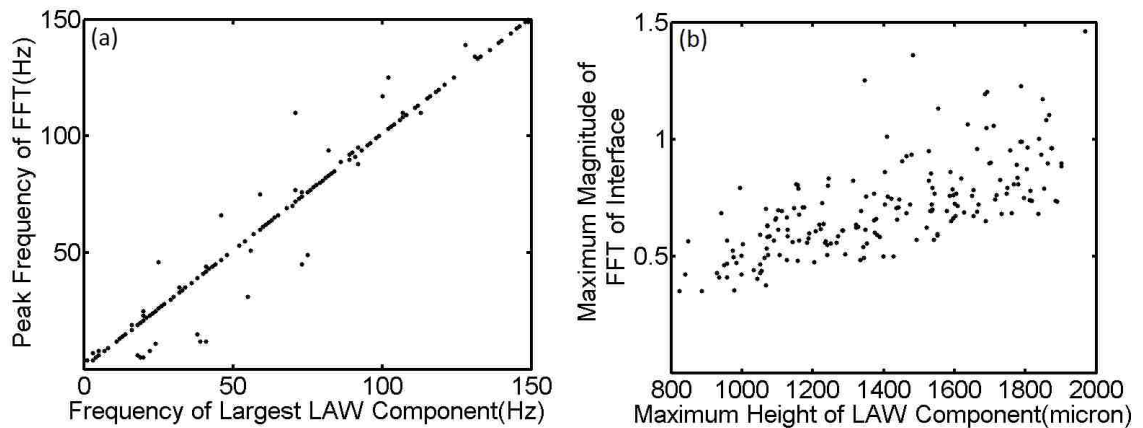 (a)
150
100
50
0
50
100
150
Peak Frequency of FFT(Hz)
Frequency of Largest LAW Component(Hz)
(b)
1.5
1
0.5
800
1000
1200
1400
1600
1800
2000
Maximum Magnitude of
FFT of Interface
Maximum Height of LAW Component(micron)